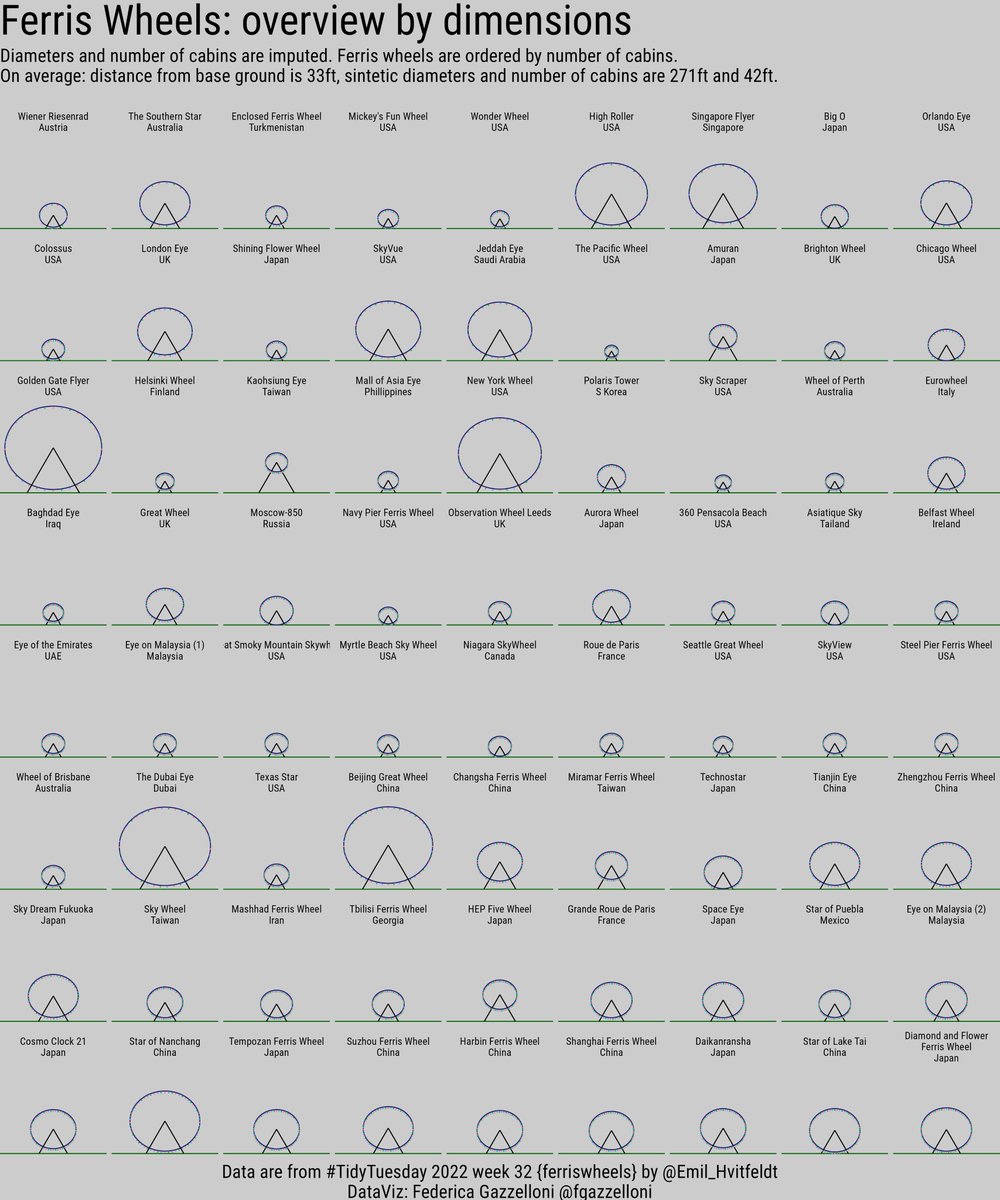 Ferris Wheels: overview by dimensions
Diameters and number of cabins are imputed. Ferris wheels are ordered by number of cabins.
On average: distance from base ground is 33ft, sintetic diameters and number of cabins are 271ft and 42ft.
Wiener Riesenrad
Austria
The Southern Star
Australia
Enclosed Ferris Wheel
Turkmenistan
Mickey's Fun Wheel
USA
Wonder Wheel
USA
High Roller
USA
Singapore Flyer
Singapore
Big O
Japan
Orlando Eye
USA
Colossus
USA
London Eye
UK
Shining Flower Wheel
Japan
SkyVue
USA
Jeddah Eye
Saudi Arabia
The Pacific Wheel
USA
Amuran
Japan
Brighton Wheel
UK
Chicago Wheel
USA
Golden Gate Flyer
USA
Helsinki Wheel
Finland
Kaohsiung Eye
Taiwan
Mall of Asia Eye
Phillippines
New York Wheel
USA
Polaris Tower
S Korea
Sky Scraper
USA
Wheel of Perth
Australia
Eurowheel
Italy
Baghdad Eye
Iraq
Great Wheel
UK
Moscow-850
Russia
Navy Pier Ferris Wheel
USA
Observation Wheel Leeds
UK
Aurora Wheel
Japan
360 Pensacola Beach
USA
Asiatique Sky
Tailand
Belfast Wheel
Ireland
Eye of the Emirates
UAE
Eye on Malaysia (1)
Malaysia
at Smoky Mountain Skywh
USA
Myrtle Beach Sky Wheel
USA
Niagara SkyWheel
Canada
Roue de Paris
France
Seattle Great Wheel
USA
SkyView
USA
Steel Pier Ferris Wheel
USA
Wheel of Brisbane
Australia
The Dubai Eye
Dubai
Texas Star
USA
Beijing Great Wheel
China
Changsha Ferris Wheel
China
Miramar Ferris Wheel
Taiwan
Technostar
Japan
Tianjin Eye
China
Zhengzhou Ferris Wheel
China
Sky Dream Fukuoka
Japan
Sky Wheel
Taiwan
Mashhad Ferris Wheel
Iran
Tbilisi Ferris Wheel
Georgia
HEP Five Wheel
Japan
Grande Roue de Paris
France
Space Eye
Japan
Star of Puebla
Mexico
Eye on Malaysia (2)
Malaysia
Cosmo Clock 21
Japan
Star of Nanchang
China
Tempozan Ferris Wheel
Japan
Suzhou Ferris Wheel
China
Harbin Ferris Wheel
China
Shanghai Ferris Wheel
China
Daikanransha
Japan
Star of Lake Tai
China
Diamond and Flower
Ferris Wheel
Japan
Data are from #TidyTuesday 2022 week 32 {ferriswheels} by @Emil_Hvitfeldt
DataViz: Federica Gazzelloni @fgazzelloni